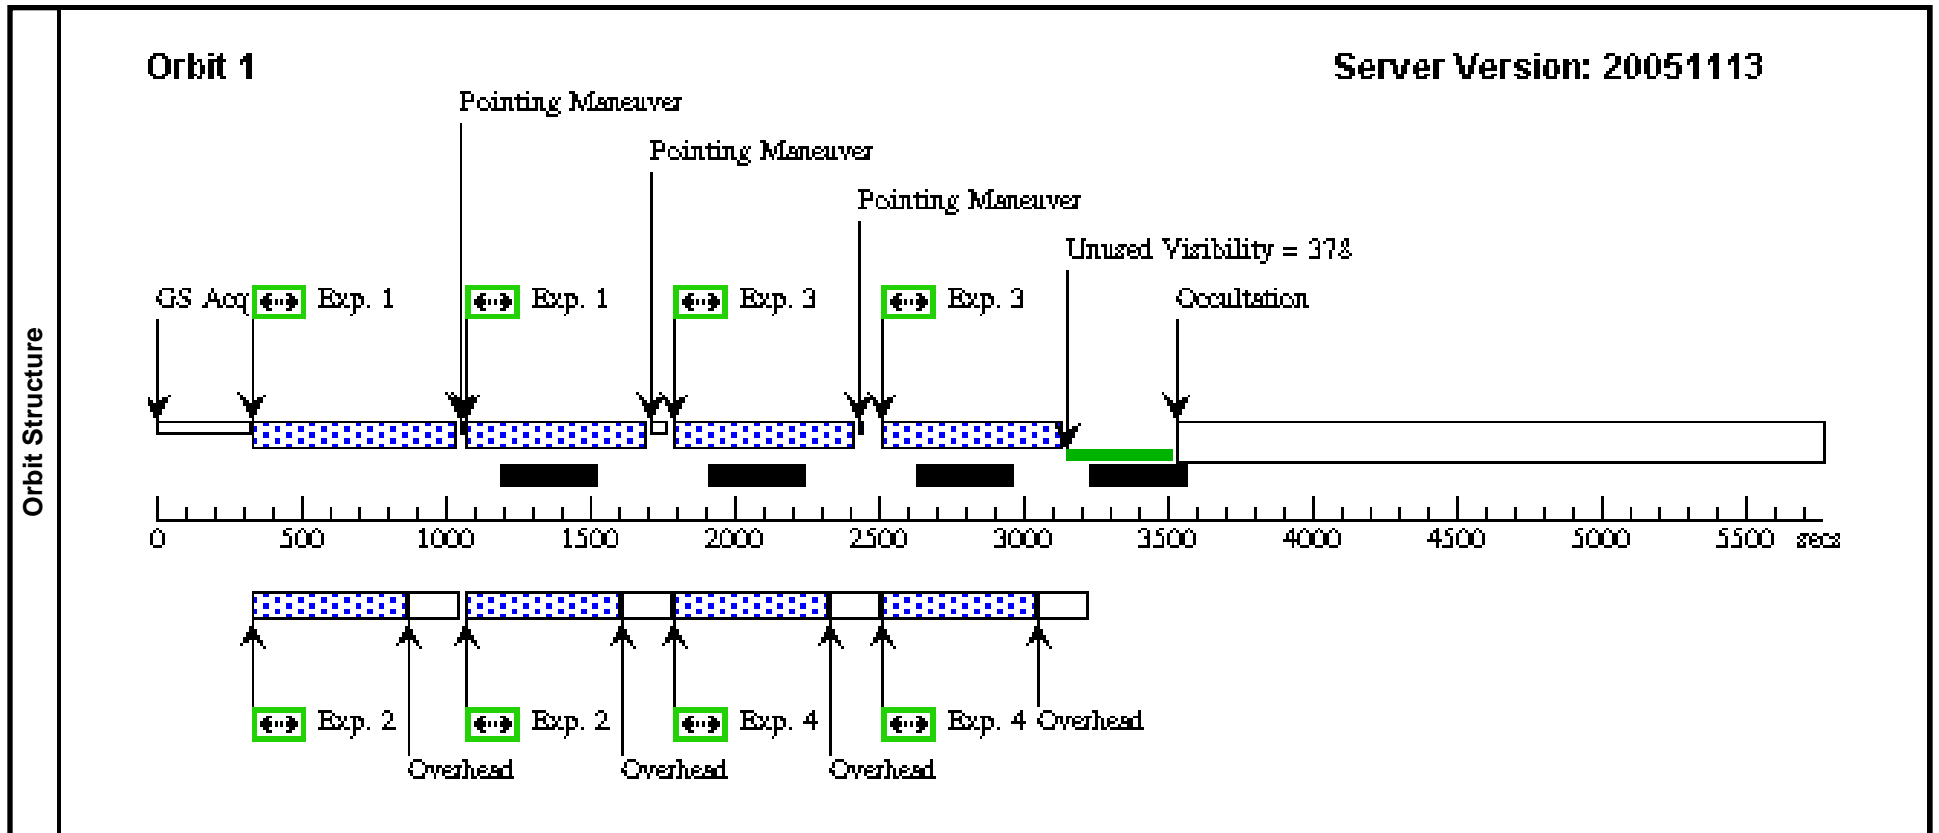 Orbit 1
Server Version: 20051113
Pointing Maneuver
Pointing Maneuver
Pointing Maneuver
Unused Visibility = 378
GS Acq
Exp. 1
Exp. 1
Exp. 3
Exp. 3
Occultation
Orbit Structure
0 500 1000 1500 2000 2500 3000 3500 4000 4500 5000 5500 secs
Exp. 2
Exp. 2
Exp. 4
Exp. 4
Overhead
Overhead
Overhead
Overhead